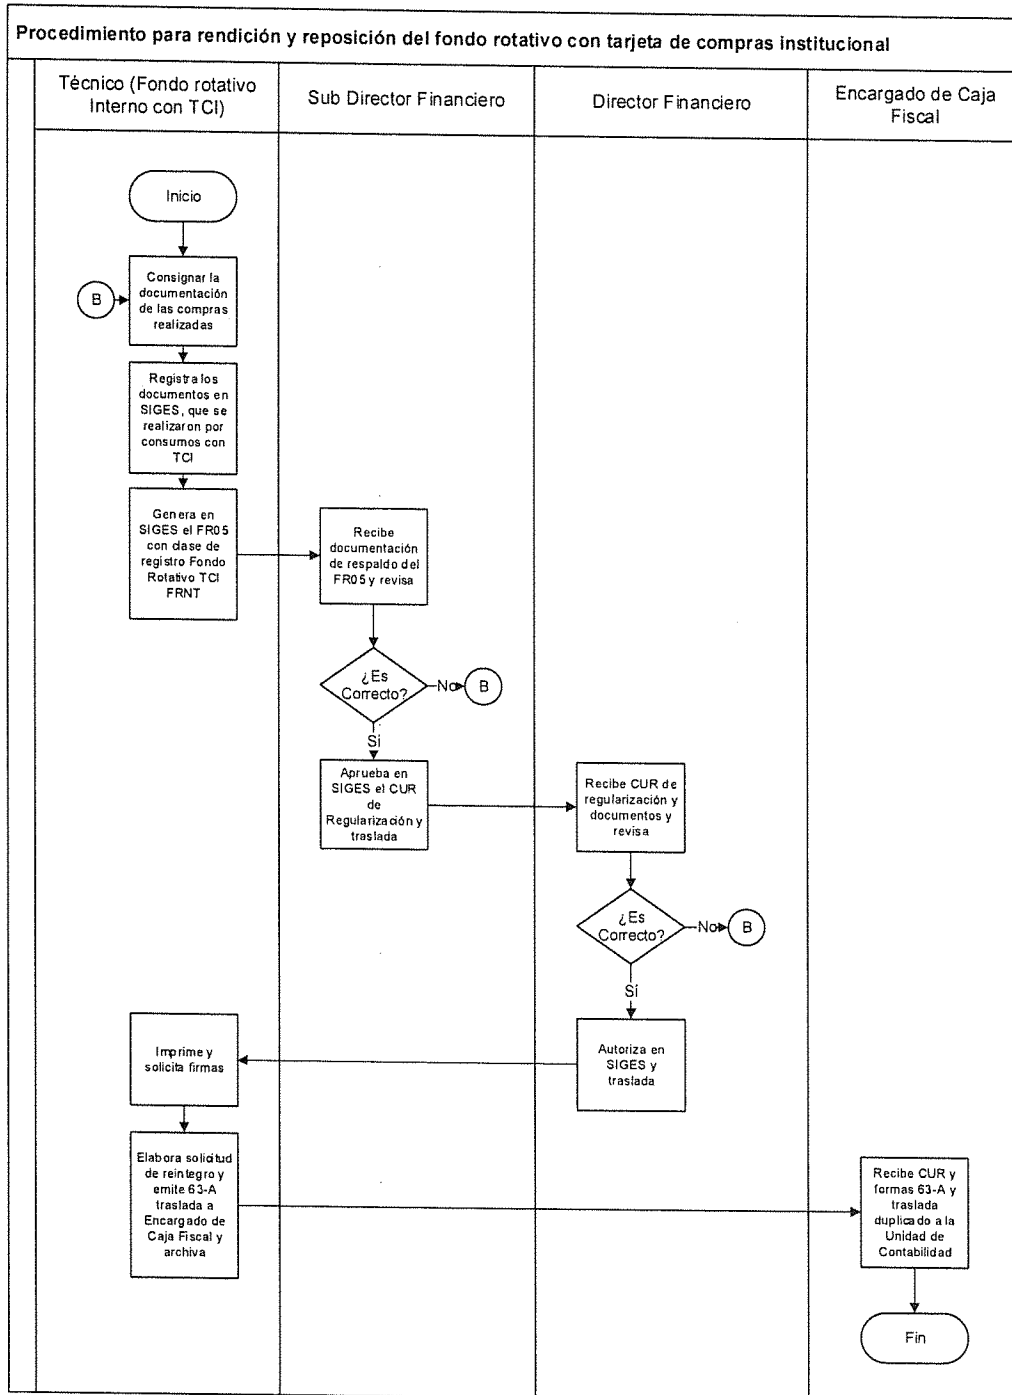 Procedimiento para rendición y reposición del fondo rotativo con tarjeta de compras institucional
Técnico (Fondo rotativo
Interno con TCI)
Sub Director Financiero
Director Financiero
Encargado de Caja
Fiscal
Inicio
B
Consignar la
documentación
de las compras
realizadas
Registra los
documentos en
SIGES, que se
realizaron por
consumos con
TCI
Genera en
SIGES el FR05
con clase de
registro Fondo
Rotativo TCI
FRNT
Recibe
documentación
de respaldo del
FR05 y revisa
¿Es
Correcto?
No
B
Sí
Aprueba en
SIGES el CUR
de
Regularización y
traslada
Recibe CUR de
regularización y
documentos y
revisa
¿Es
Correcto?
No
B
Sí
Autoriza en
SIGES y
traslada
Imprime y
solicita firmas
Elabora solicitud
de reintegro y
emite 63-A
traslada a
Encargado de
Caja Fiscal y
archiva
Recibe CUR y
formas 63-A y
traslada
duplicado a la
Unidad de
Contabilidad
Fin